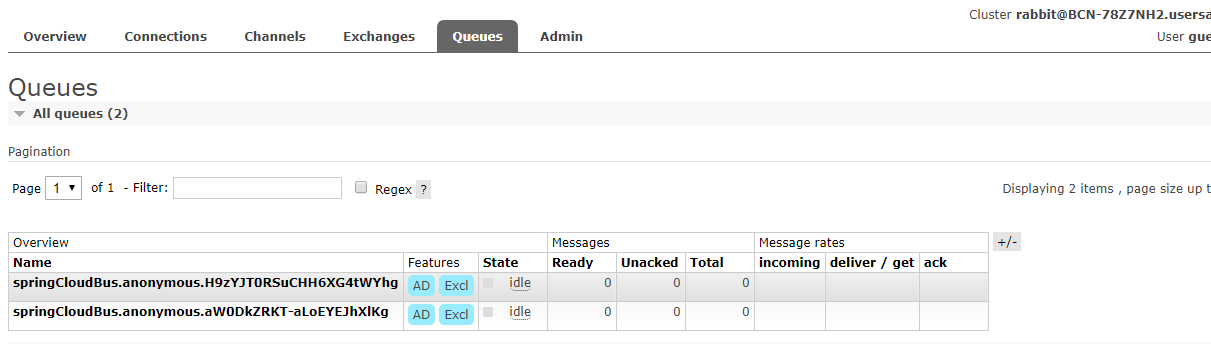 Cluster rabbit@BCN-78Z7NH2.usersa
Overview Connections Channels Exchanges Queues Admin User gue
Queues
All queues (2)
Pagination
Page 1 of 1 - Filter: Regex ? Displaying 2 items , page size up t
Overview Messages Message rates +/-
Name Features State Ready Unacked Total incoming deliver / get ack
springCloudBus.anonymous.H9zYJT0RSuCHH6XG4tWYhg AD Excl idle 0 0 0
springCloudBus.anonymous.aW0DkZRKT-aLoEYEJhXlKg AD Excl idle 0 0 0